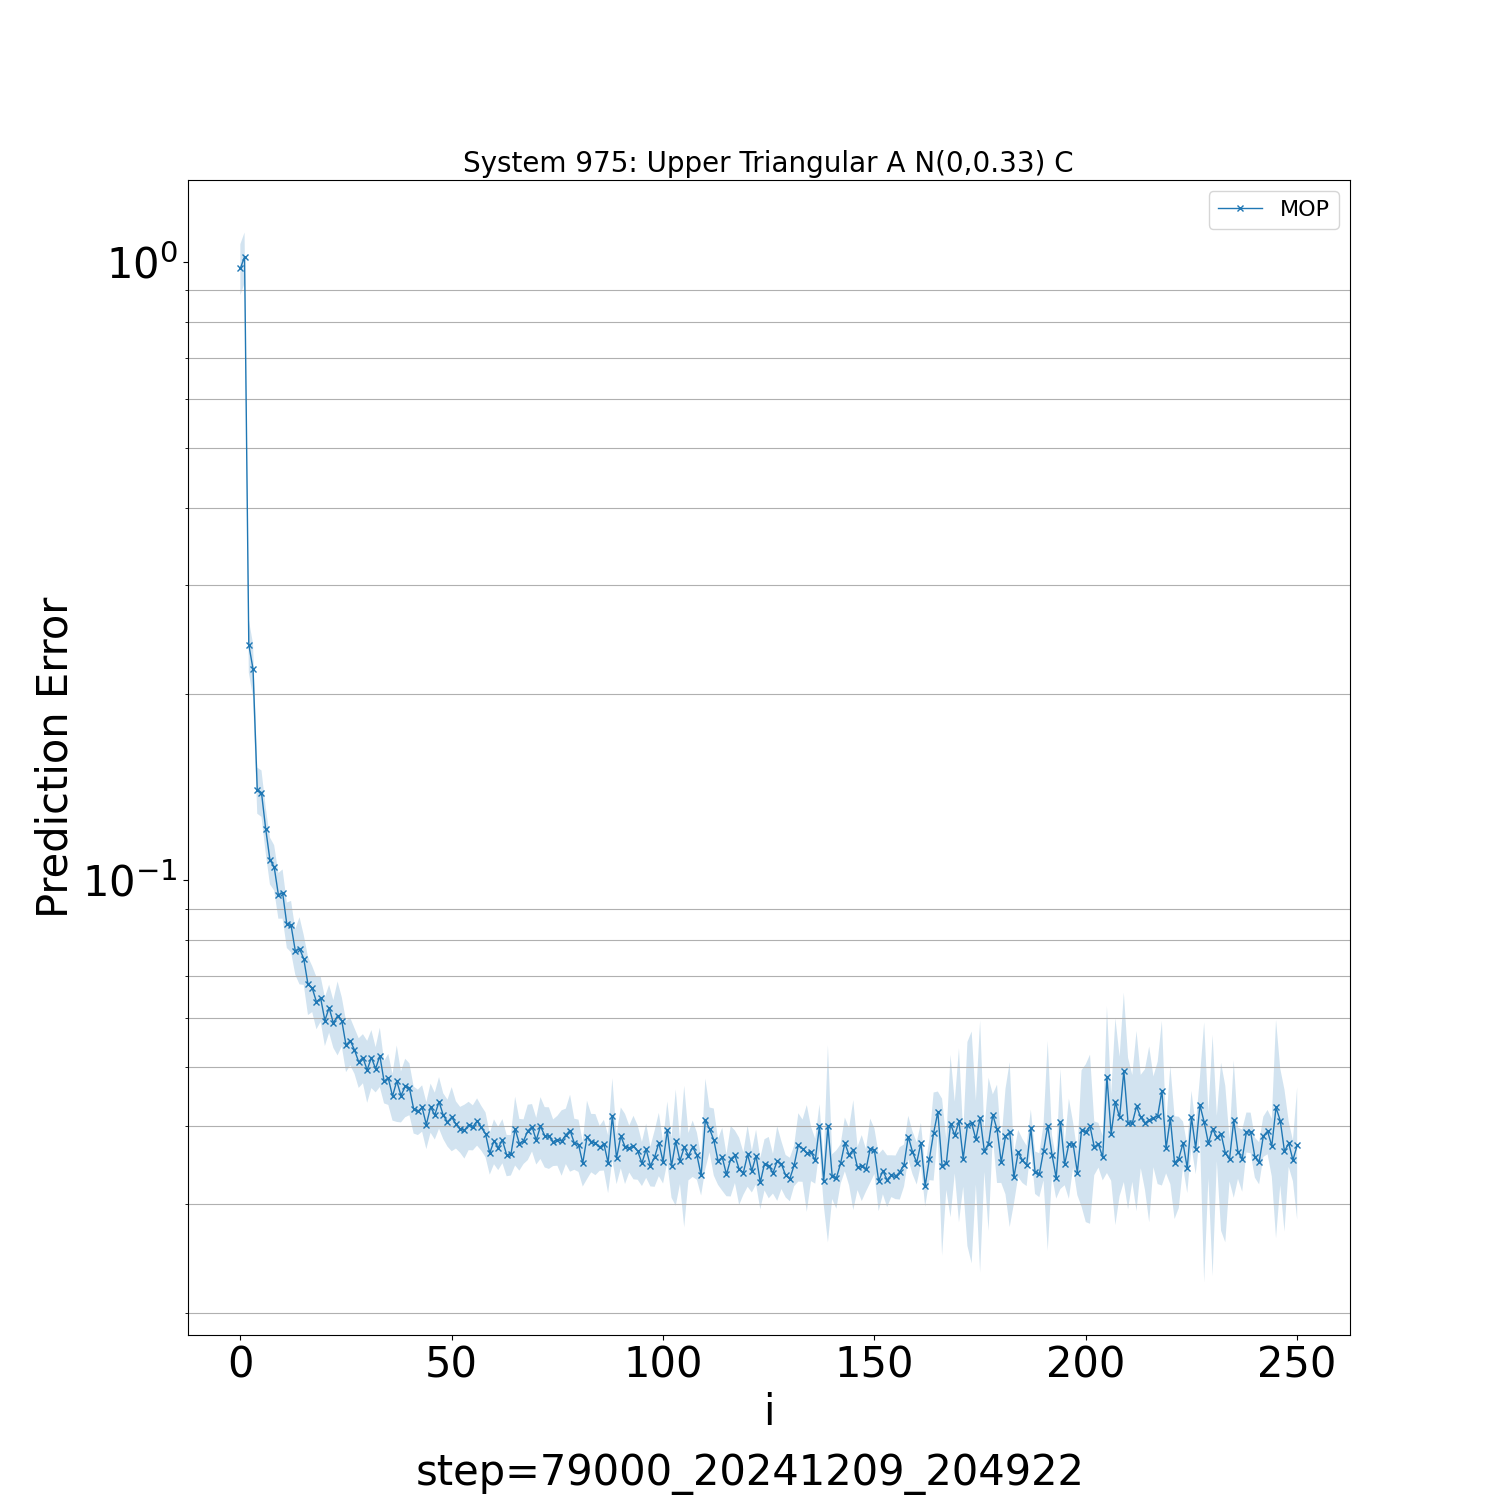 System 975: Upper Triangular A N(0,0.33) C
MOP
10⁰
10⁻¹
Prediction Error
0 50 100 150 200 250
i
step=79000_20241209_204922